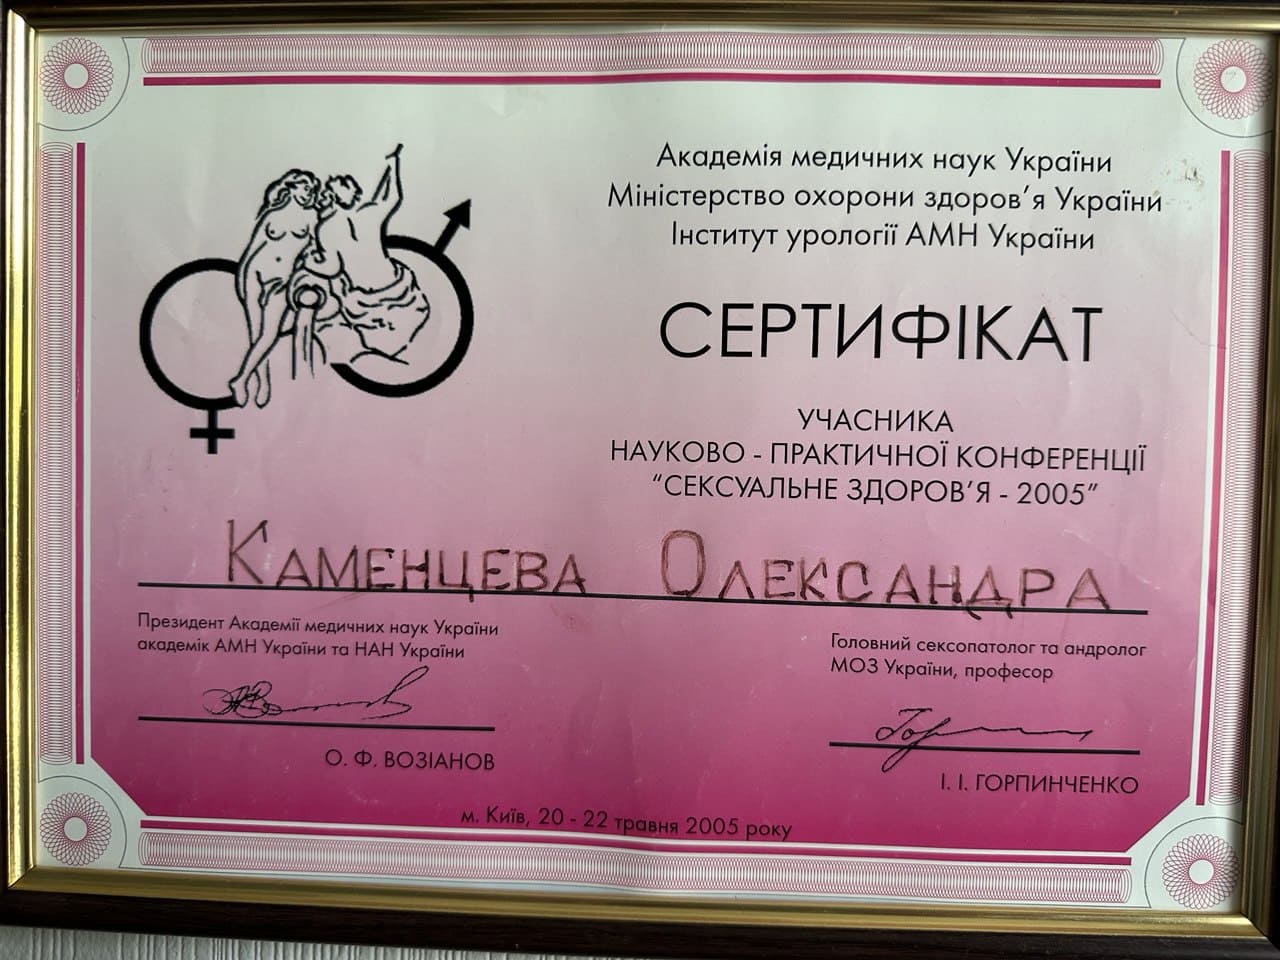 Академія медичних наук України
Міністерство охорони здоров’я України
Інститут урології АМН України
СЕРТИФІКАТ
УЧАСНИКА
НАУКОВО - ПРАКТИЧНОЇ КОНФЕРЕНЦІЇ
“СЕКСУАЛЬНЕ ЗДОРОВ’Я - 2005”
КАМЕНЦЕВА ОЛЕКСАНДРА
Президент Академії медичних наук України
академік АМН України та НАН України
О. Ф. ВОЗІАНОВ
Головний сексопатолог та андролог
МОЗ України, професор
І. І. ГОРПИНЧЕНКО
м. Київ, 20 - 22 травня 2005 року